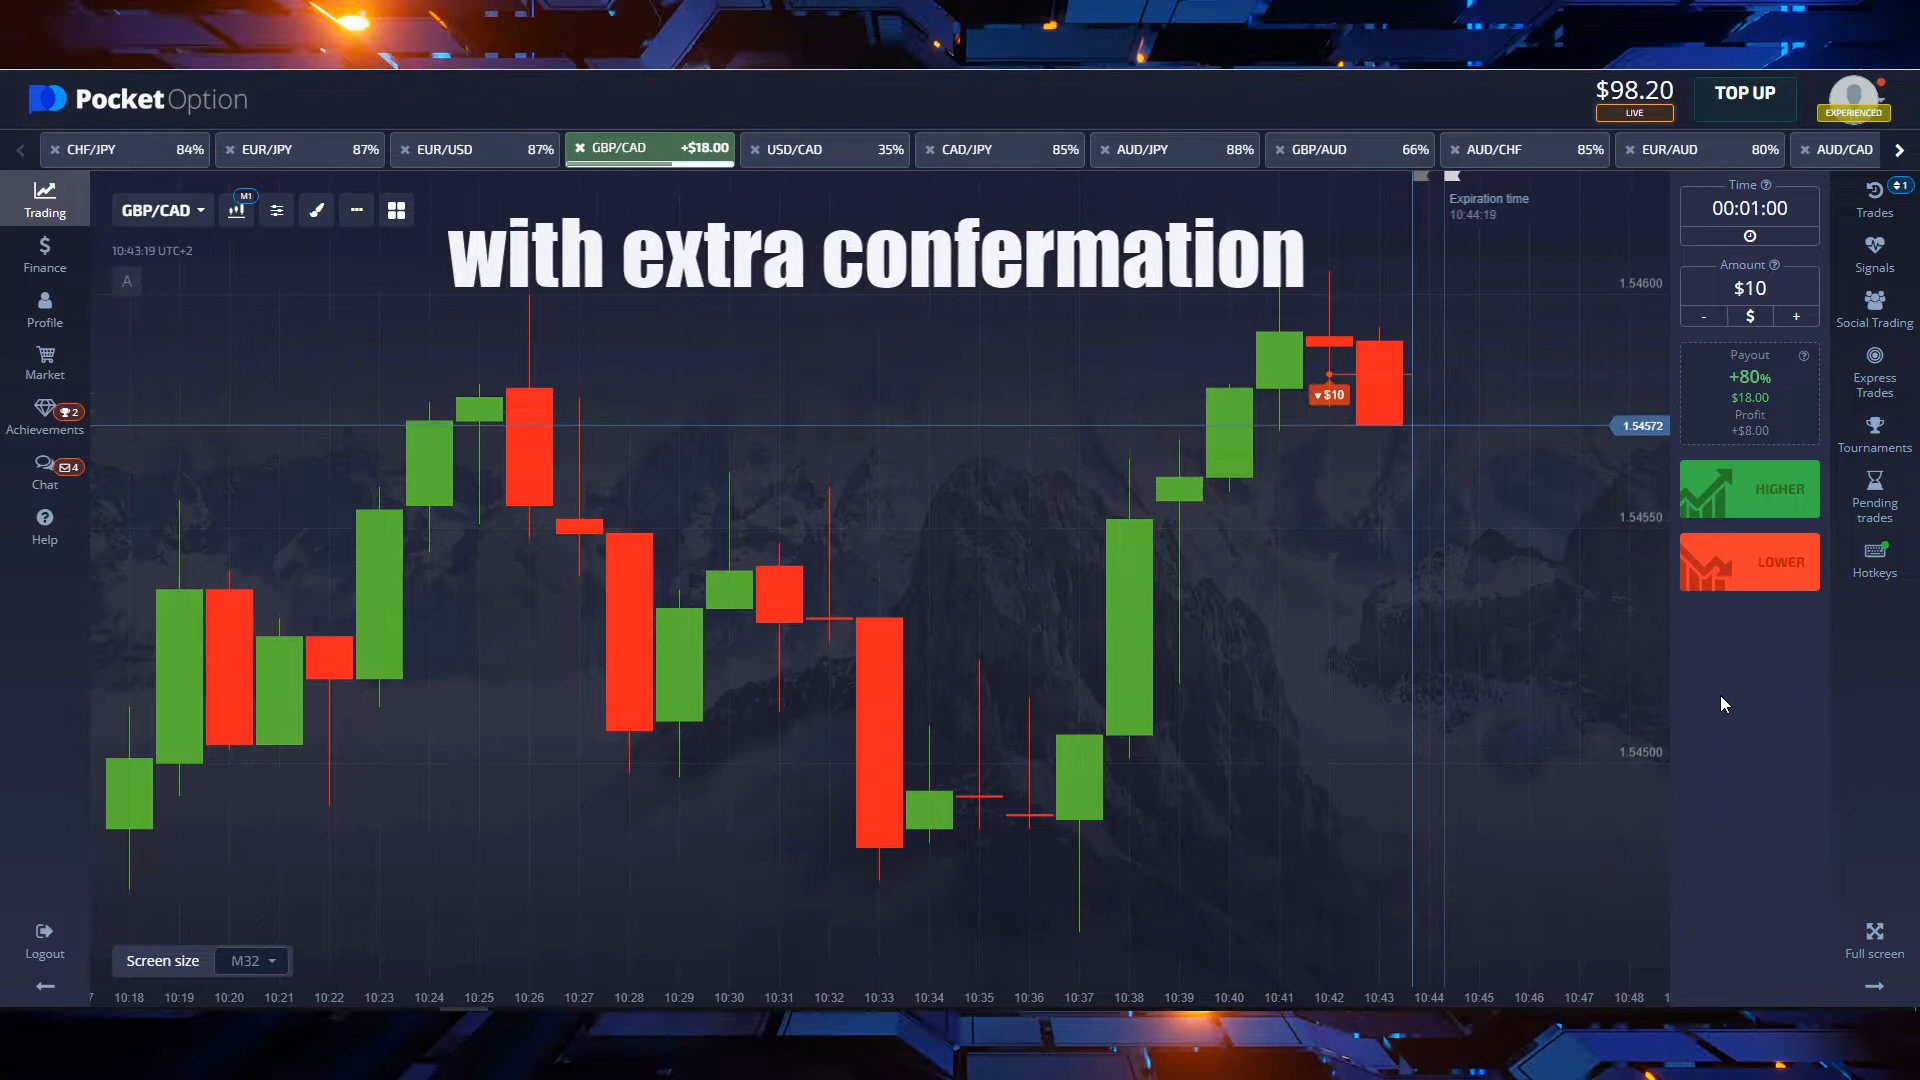 PocketOption
$98.20
LIVE
TOP UP
EXPERIENCED
CHF/JPY 84%
EUR/JPY 87%
EUR/USD 87%
GBP/CAD +$18.00
USD/CAD 35%
CAD/JPY 85%
AUD/JPY 88%
GBP/AUD 66%
AUD/CHF 85%
EUR/AUD 80%
AUD/CAD
Trading
Finance
Profile
Market
2
Achievements
4
Chat
Help
Logout
GBP/CAD
M1
10:43:19 UTC+2
A
with extra confermation
Expiration time
10:44:19
1.54600
1.54572
1.54550
1.54500
$10
Screen size M32
7 10:18 10:19 10:20 10:21 10:22 10:23 10:24 10:25 10:26 10:27 10:28 10:29 10:30 10:31 10:32 10:33 10:34 10:35 10:36 10:37 10:38 10:39 10:40 10:41 10:42 10:43 10:44 10:45 10:46 10:47 10:48 1
Time
00:01:00
Amount
$10
- $ +
Payout
+80%
$18.00
Profit
+$8.00
HIGHER
LOWER
1
Trades
Signals
Social Trading
Express
Trades
Tournaments
Pending
trades
Hotkeys
Full screen